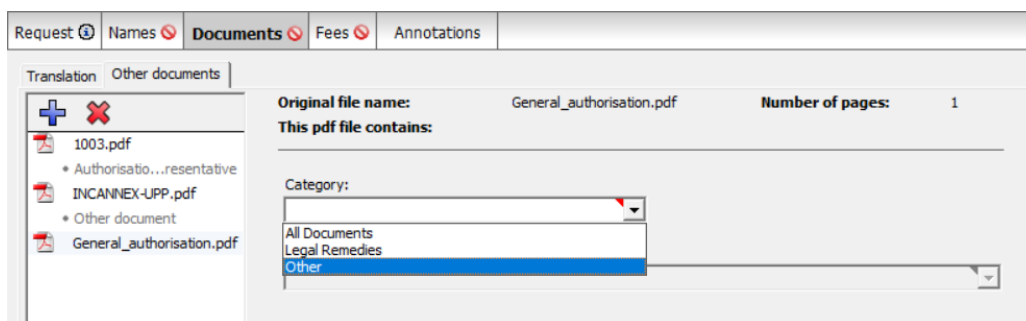 Request Names Documents Fees Annotations
Translation Other documents
Original file name: General_authorisation.pdf Number of pages: 1
This pdf file contains:
1003.pdf
• Authorisatio...resentative
INCANNEX-UPP.pdf
• Other document
General_authorisation.pdf
Category:
All Documents
Legal Remedies
Other